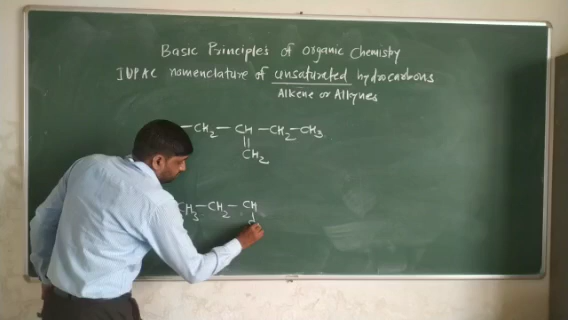 Basic Principles of Organic Chemistry
IUPAC nomenclature of unsaturated hydrocarbons
Alkene or Alkynes
—CH₂—CH—CH₂—CH₃
||
CH₂
CH₃—CH₂—CH
|